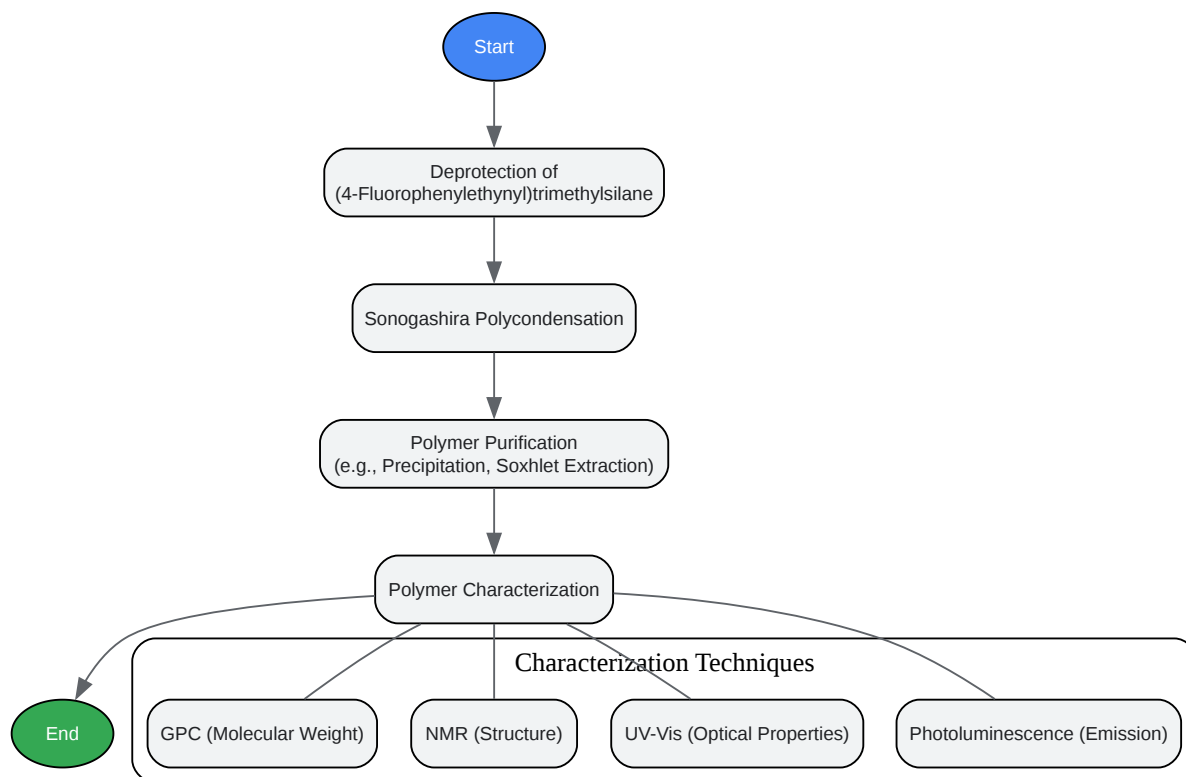 Start
Deprotection of
(4-Fluorophenylethynyl)trimethylsilane
Sonogashira Polycondensation
Polymer Purification
(e.g., Precipitation, Soxhlet Extraction)
Polymer Characterization
Characterization Techniques
End
GPC (Molecular Weight)
NMR (Structure)
UV-Vis (Optical Properties)
Photoluminescence (Emission)